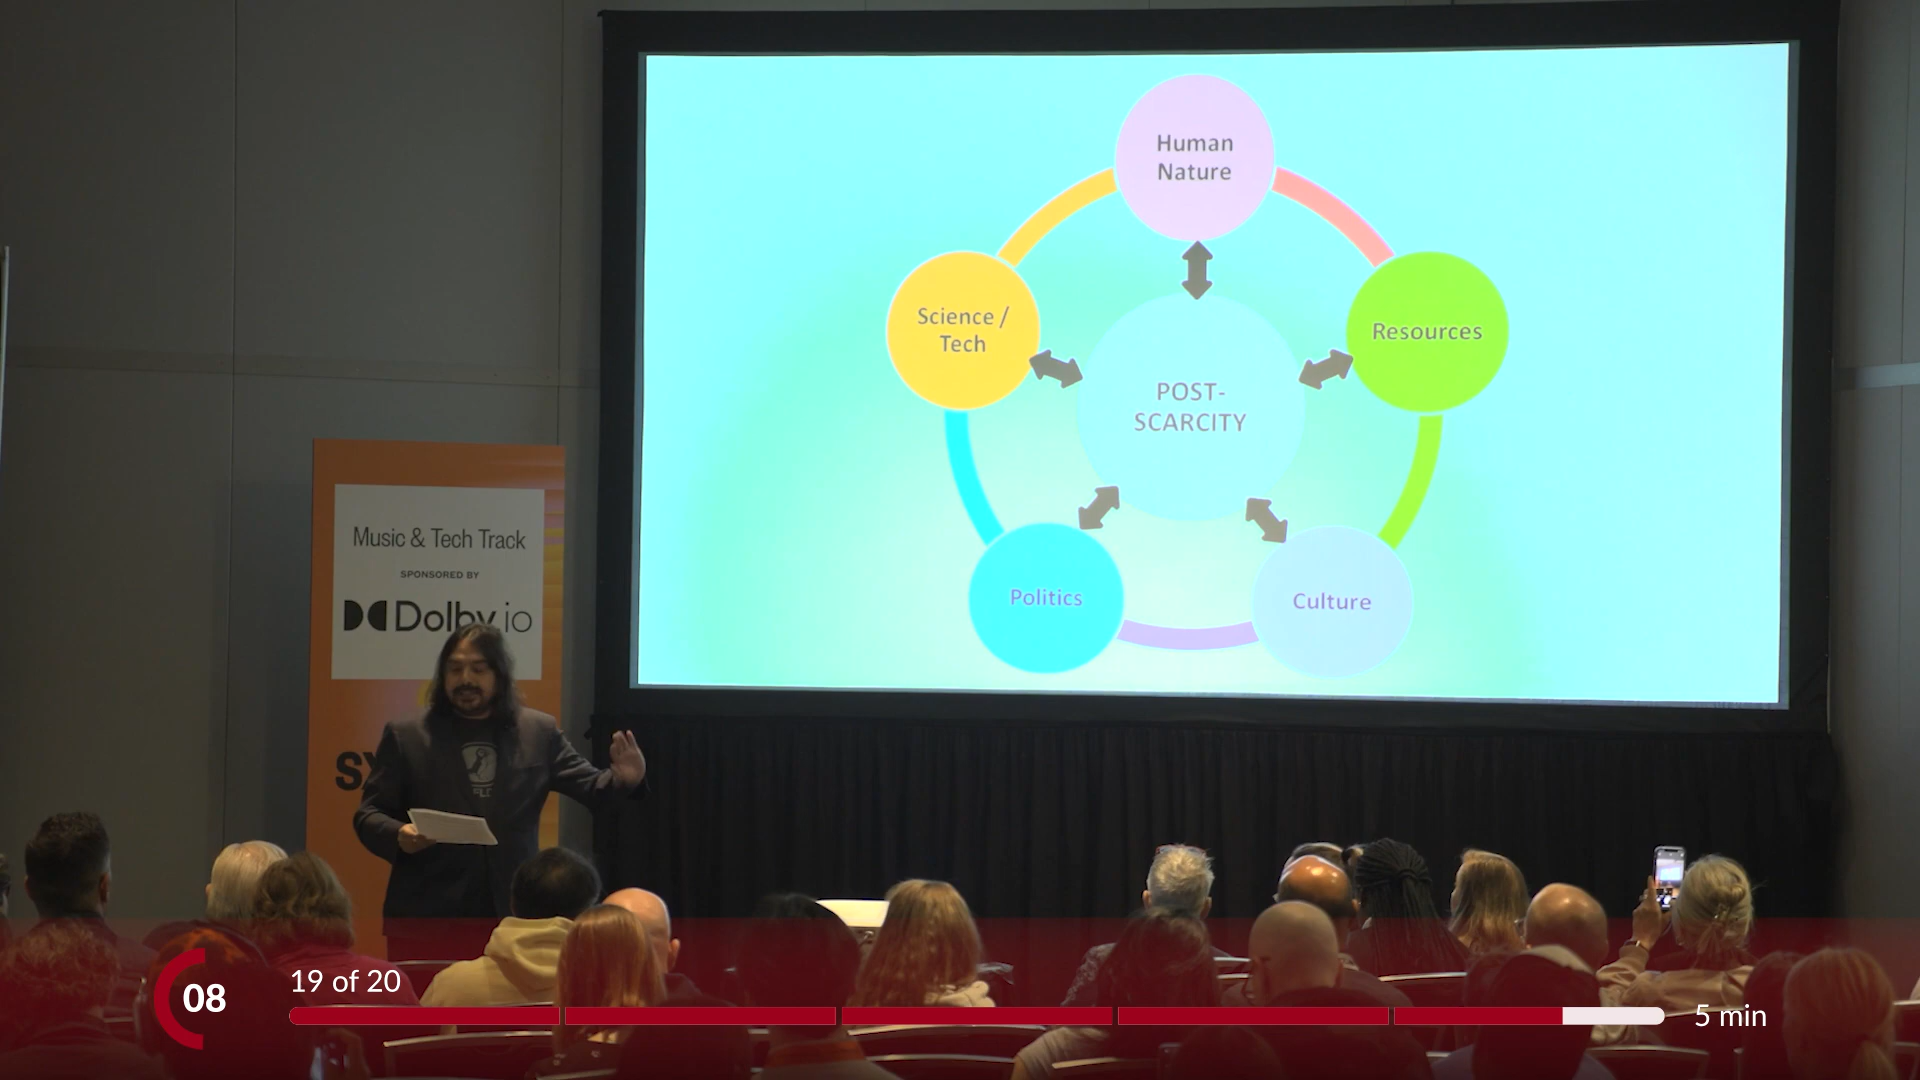 Human
Nature
Science /
Tech
Resources
POST-
SCARCITY
Politics
Culture
Music & Tech Track
SPONSORED BY
Dolby.io
08
19 of 20
5 min